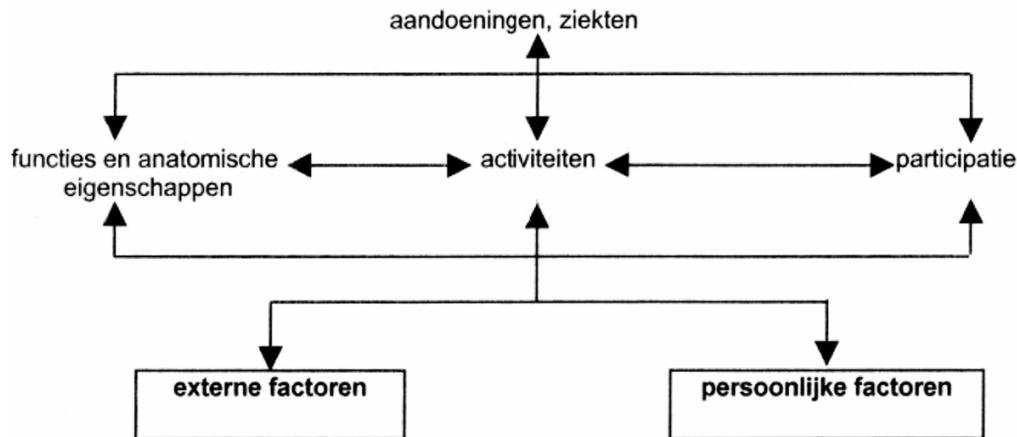 aandoeningen, ziekten
functies en anatomische
eigenschappen
activiteiten
participatie
externe factoren
persoonlijke factoren